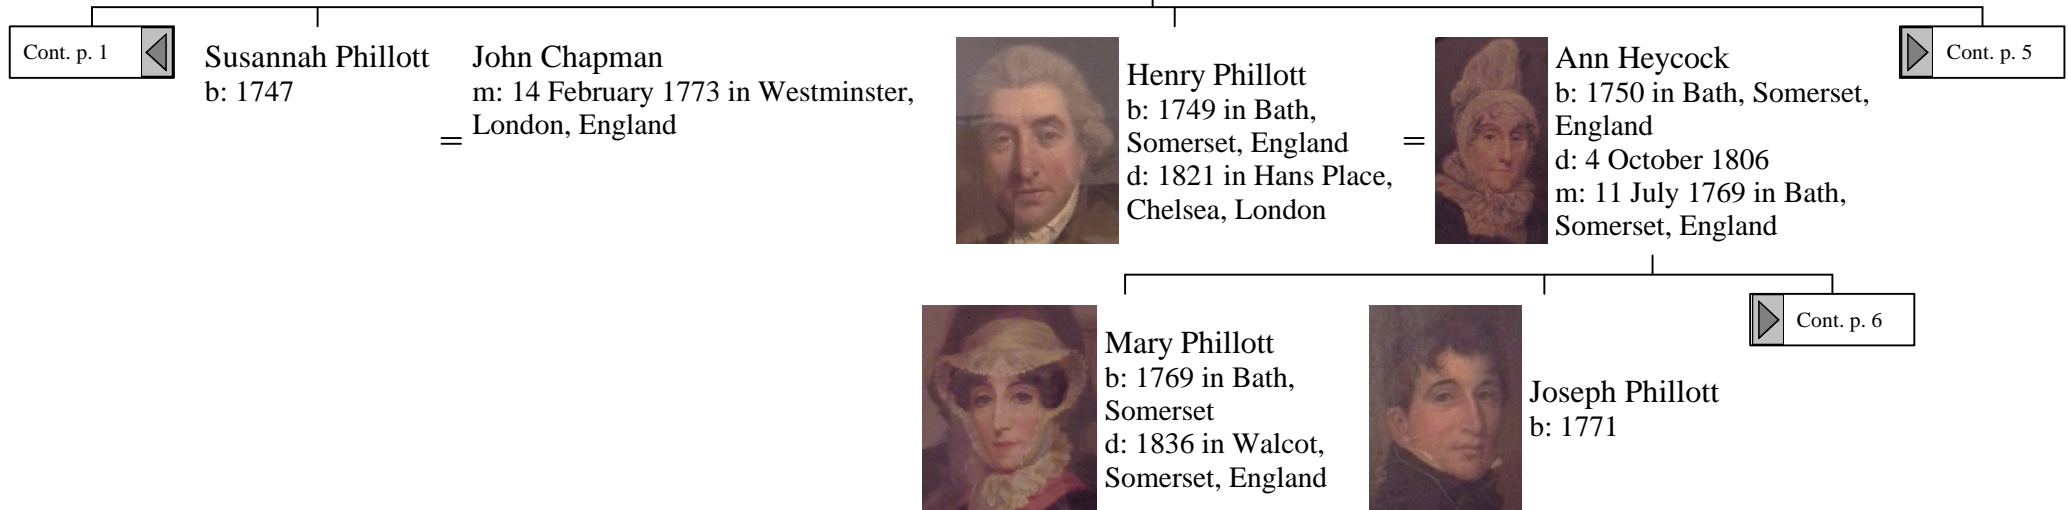 Cont. p. 1
Susannah Phillott
b: 1747
=
John Chapman
m: 14 February 1773 in Westminster,
London, England
Henry Phillott
b: 1749 in Bath,
Somerset, England
d: 1821 in Hans Place,
Chelsea, London
=
Ann Heycock
b: 1750 in Bath, Somerset,
England
d: 4 October 1806
m: 11 July 1769 in Bath,
Somerset, England
Cont. p. 5
Mary Phillott
b: 1769 in Bath,
Somerset
d: 1836 in Walcot,
Somerset, England
Joseph Phillott
b: 1771
Cont. p. 6